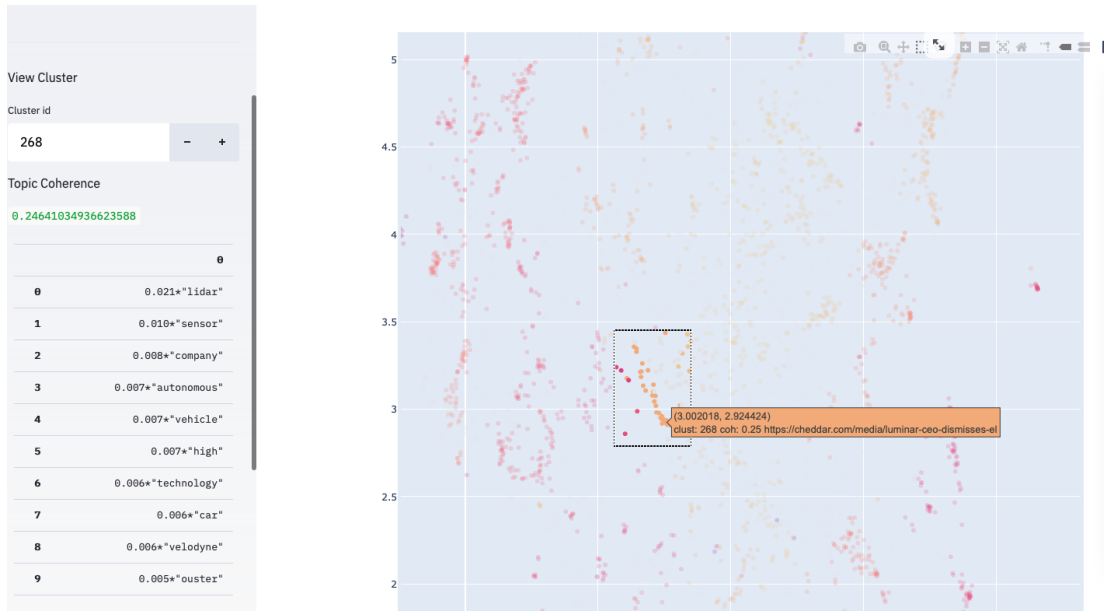 View Cluster
Cluster id
268
- +
Topic Coherence
0.24641034936623588
0
0 0.021*"lidar"
1 0.010*"sensor"
2 0.008*"company"
3 0.007*"autonomous"
4 0.007*"vehicle"
5 0.007*"high"
6 0.006*"technology"
7 0.006*"car"
8 0.006*"velodyne"
9 0.005*"ouster"
5
4.5
4
3.5
3
2.5
2
(3.002018, 2.924424)
clust: 268 coh: 0.25 https://cheddar.com/media/luminar-ceo-dismisses-el